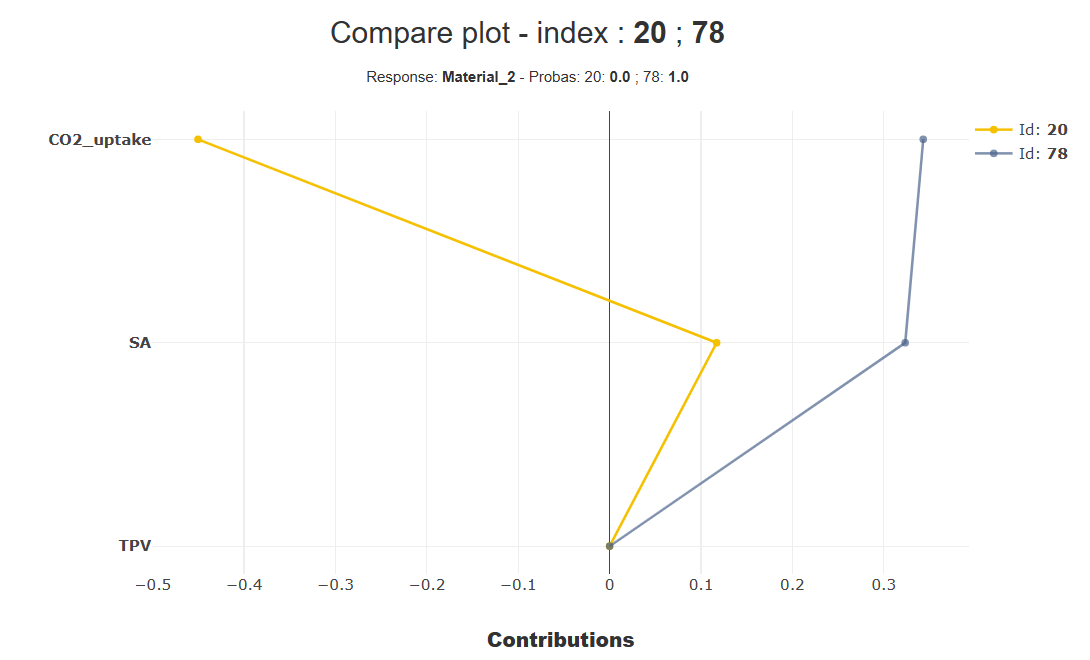 Compare plot - index : 20 ; 78
Response: Material_2 - Probas: 20: 0.0 ; 78: 1.0
CO2_uptake
SA
TPV
Id: 20
Id: 78
−0.5 −0.4 −0.3 −0.2 −0.1 0 0.1 0.2 0.3
Contributions